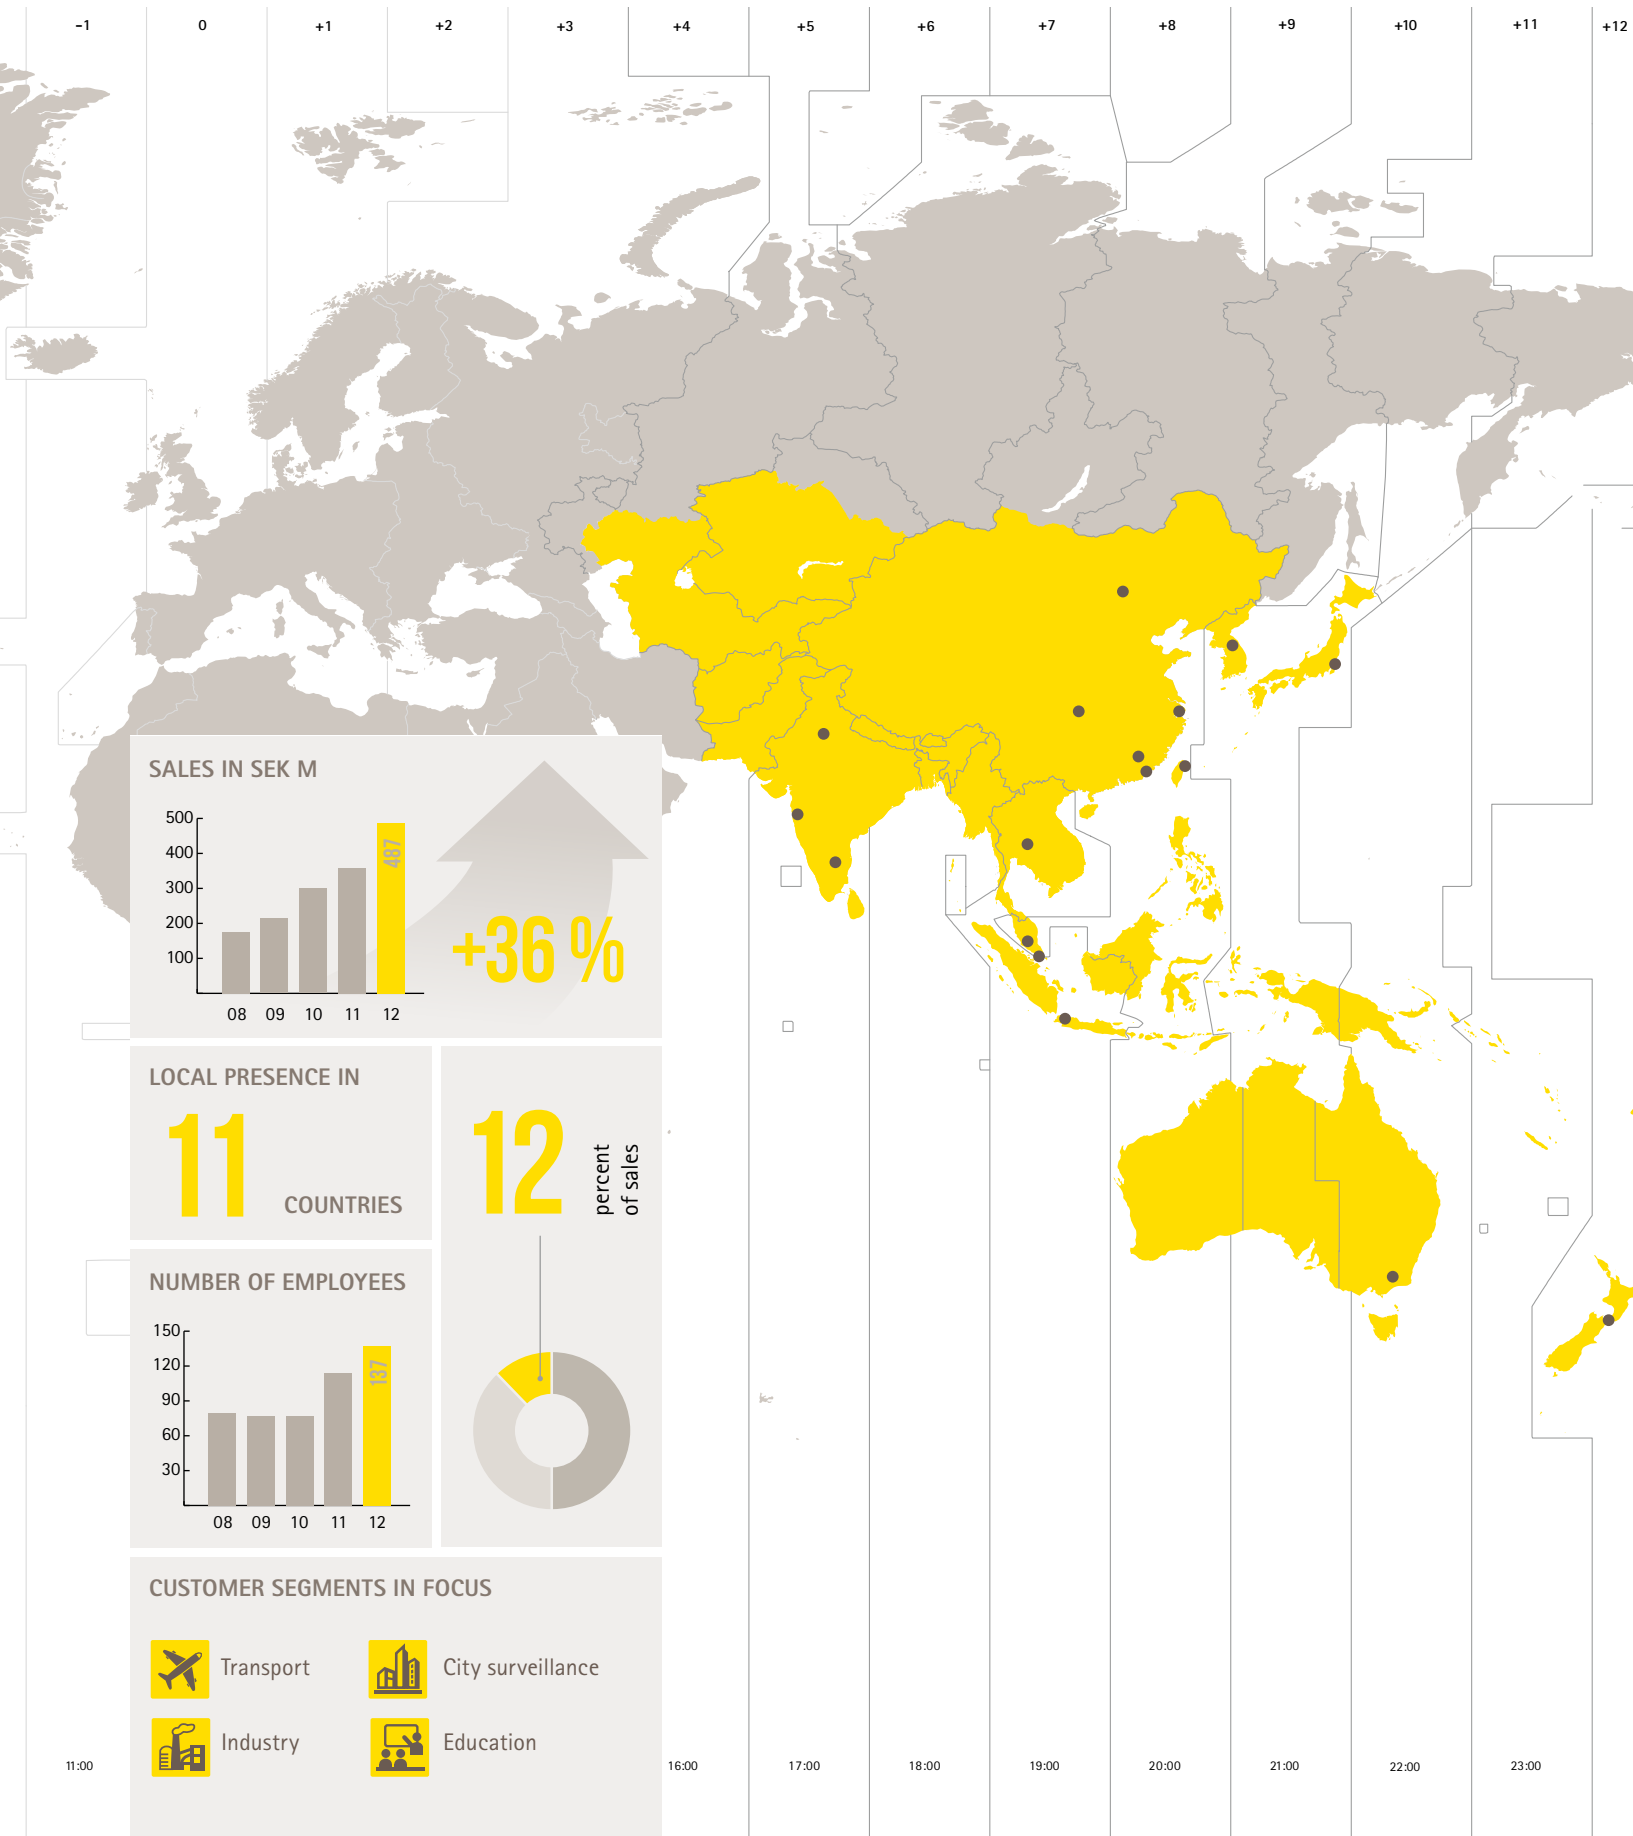 -1 0 +1 +2 +3 +4 +5 +6 +7 +8 +9 +10 +11 +12
SALES IN SEK M
500
400
300
200
100
487
08 09 10 11 12
+36 %
LOCAL PRESENCE IN
11
COUNTRIES
12
percent
of sales
NUMBER OF EMPLOYEES
150
120
90
60
30
137
08 09 10 11 12
CUSTOMER SEGMENTS IN FOCUS
Transport
City surveillance
Industry
Education
11:00 16:00 17:00 18:00 19:00 20:00 21:00 22:00 23:00